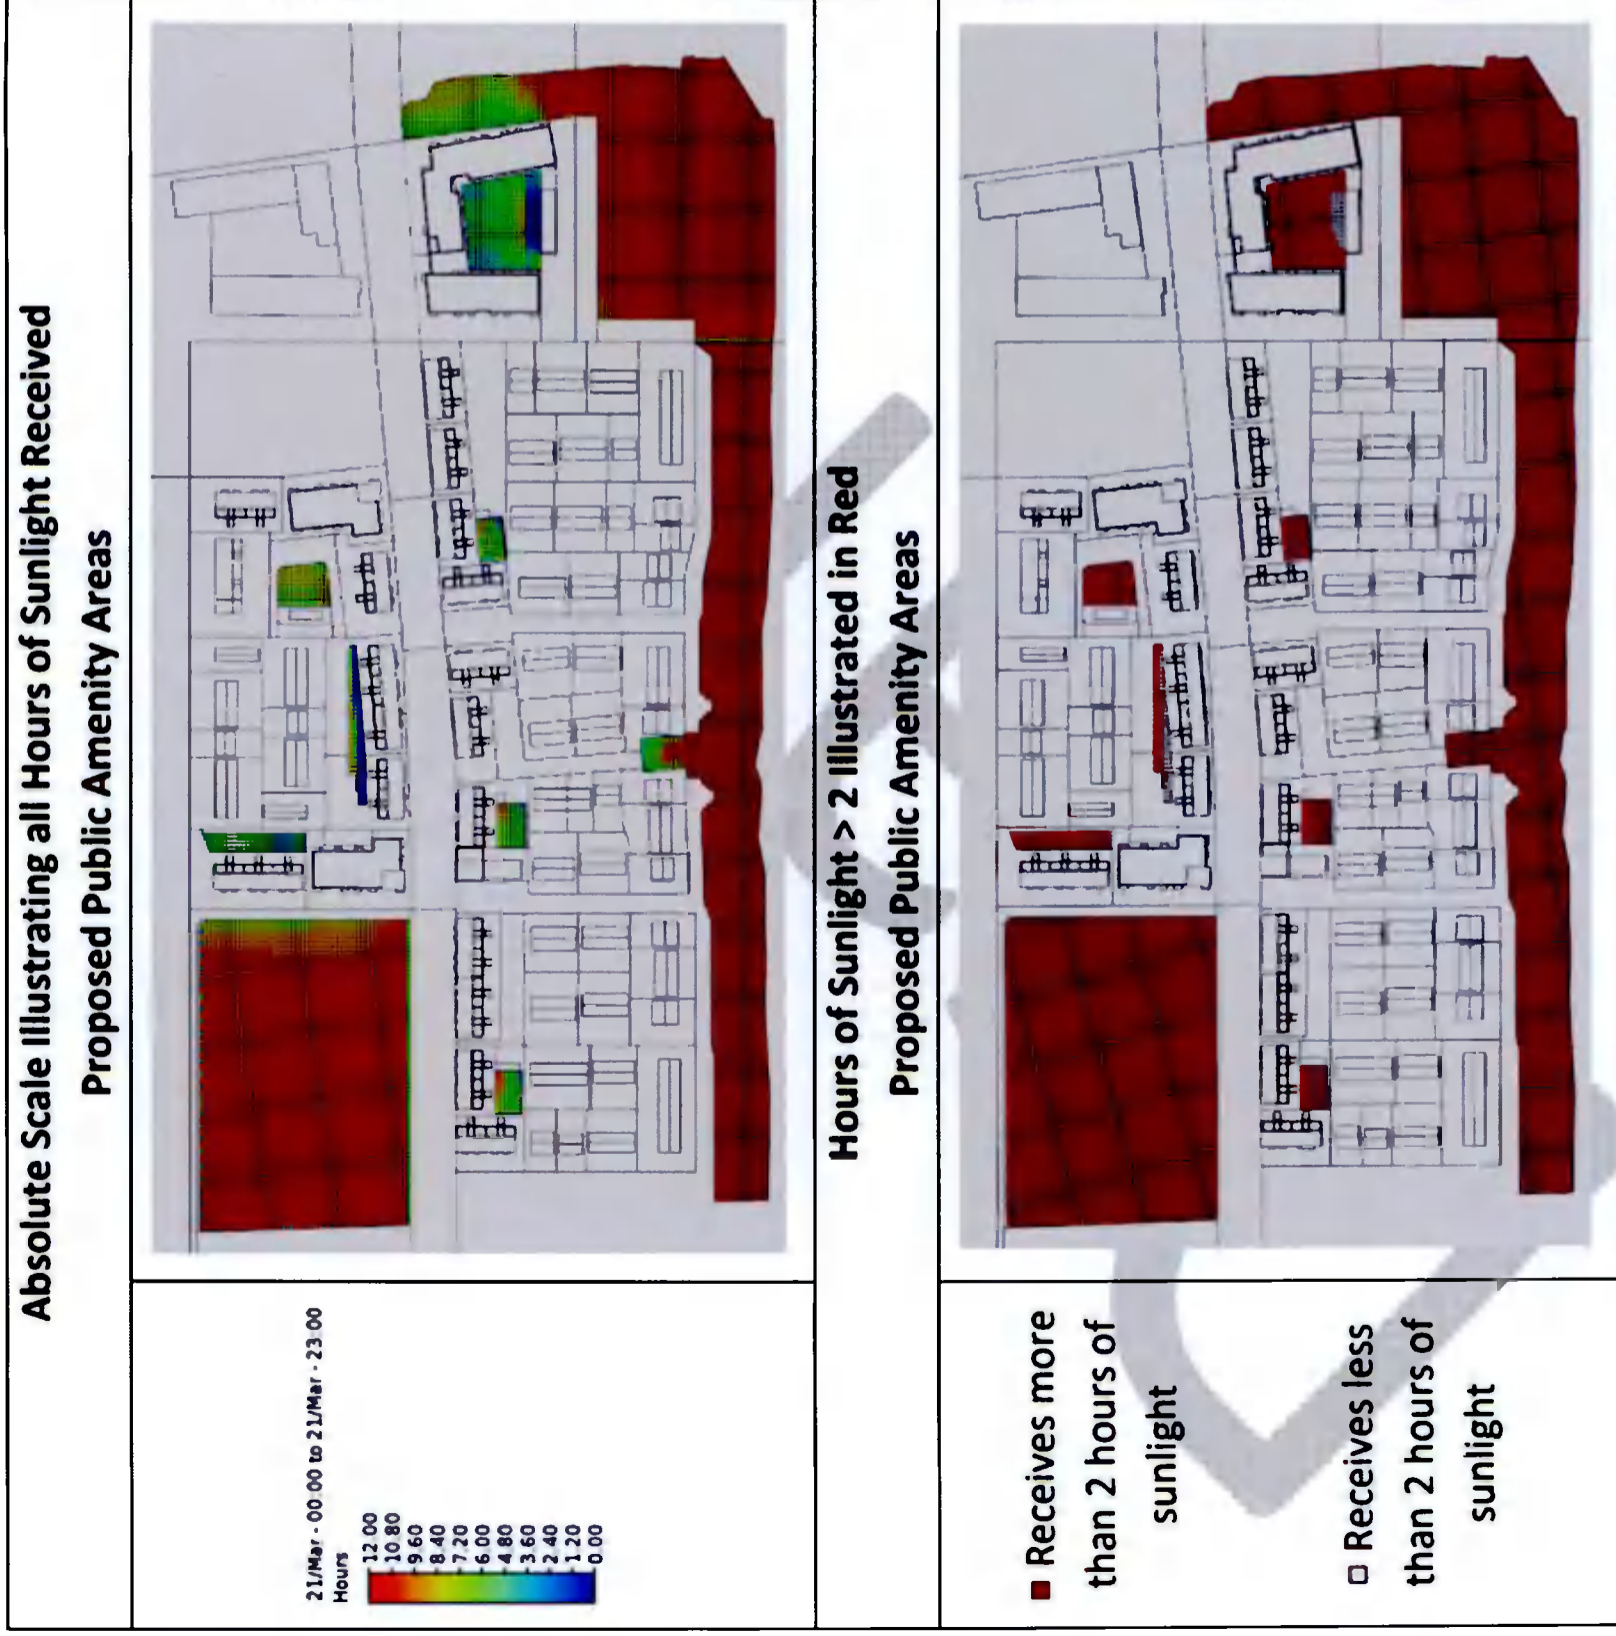 Absolute Scale Illustrating all Hours of Sunlight Received
Proposed Public Amenity Areas
21/Mar - 00:00 to 21/Mar - 23:00
Hours
12.00
10.80
9.60
8.40
7.20
6.00
4.80
3.60
2.40
1.20
0.00
Hours of Sunlight > 2 Illustrated in Red
Proposed Public Amenity Areas
Receives more
than 2 hours of
sunlight
Receives less
than 2 hours of
sunlight